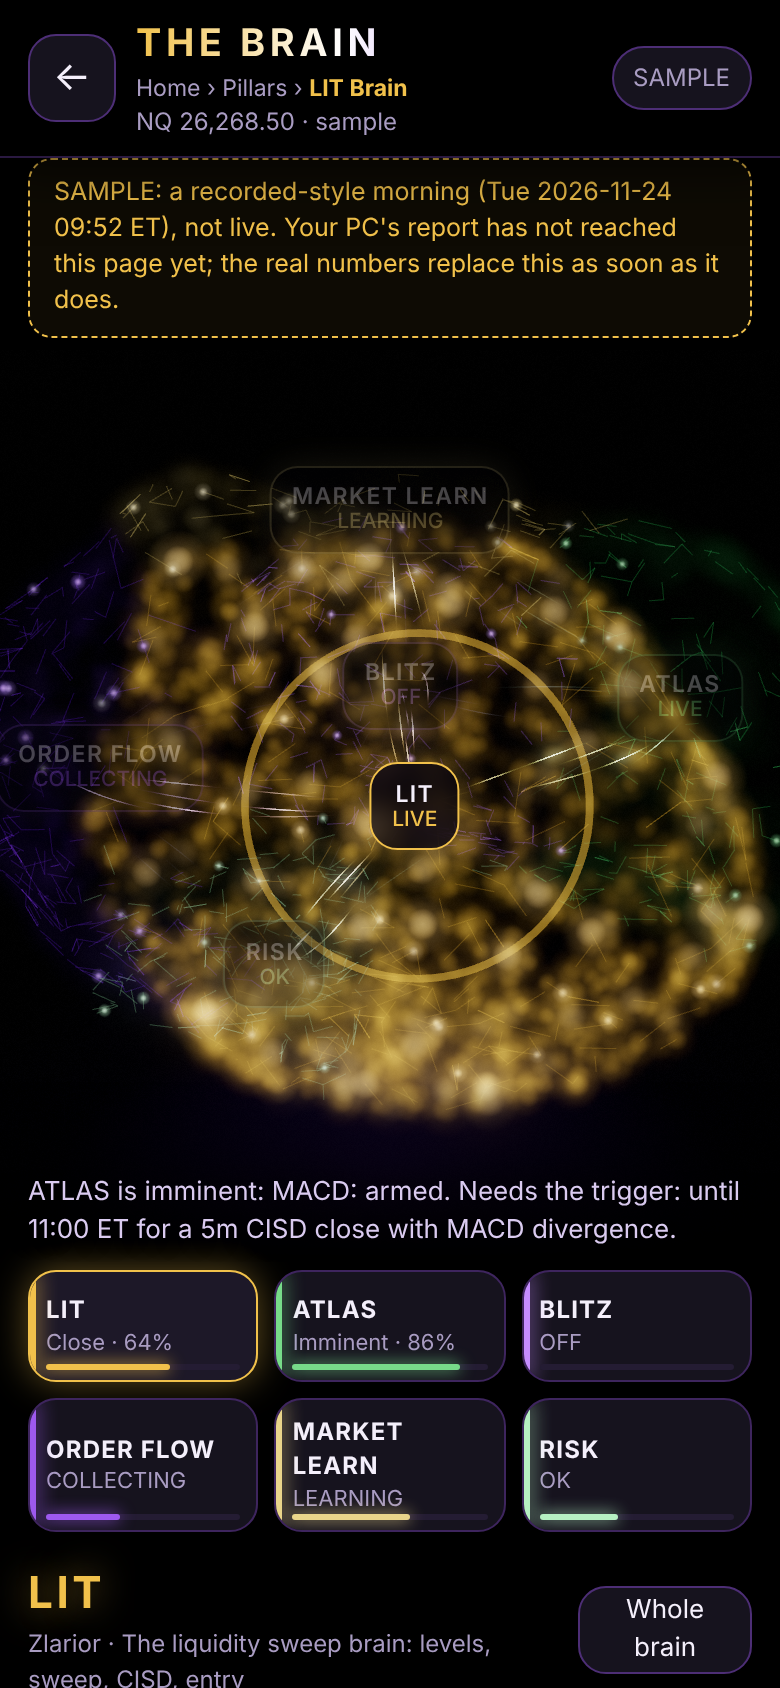 THE BRAIN
Home › Pillars › LIT Brain
NQ 26,268.50 · sample
SAMPLE
SAMPLE: a recorded-style morning (Tue 2026-11-24
09:52 ET), not live. Your PC's report has not reached
this page yet; the real numbers replace this as soon as it
does.
MARKET LEARN
LEARNING
BLITZ
OFF
ATLAS
LIVE
ORDER FLOW
COLLECTING
LIT
LIVE
RISK
OK
ATLAS is imminent: MACD: armed. Needs the trigger: until
11:00 ET for a 5m CISD close with MACD divergence.
LIT
Close · 64%
ATLAS
Imminent · 86%
BLITZ
OFF
ORDER FLOW
COLLECTING
MARKET
LEARN
LEARNING
RISK
OK
LIT
Zlarior · The liquidity sweep brain: levels,
sweep, CISD, entry
Whole
brain